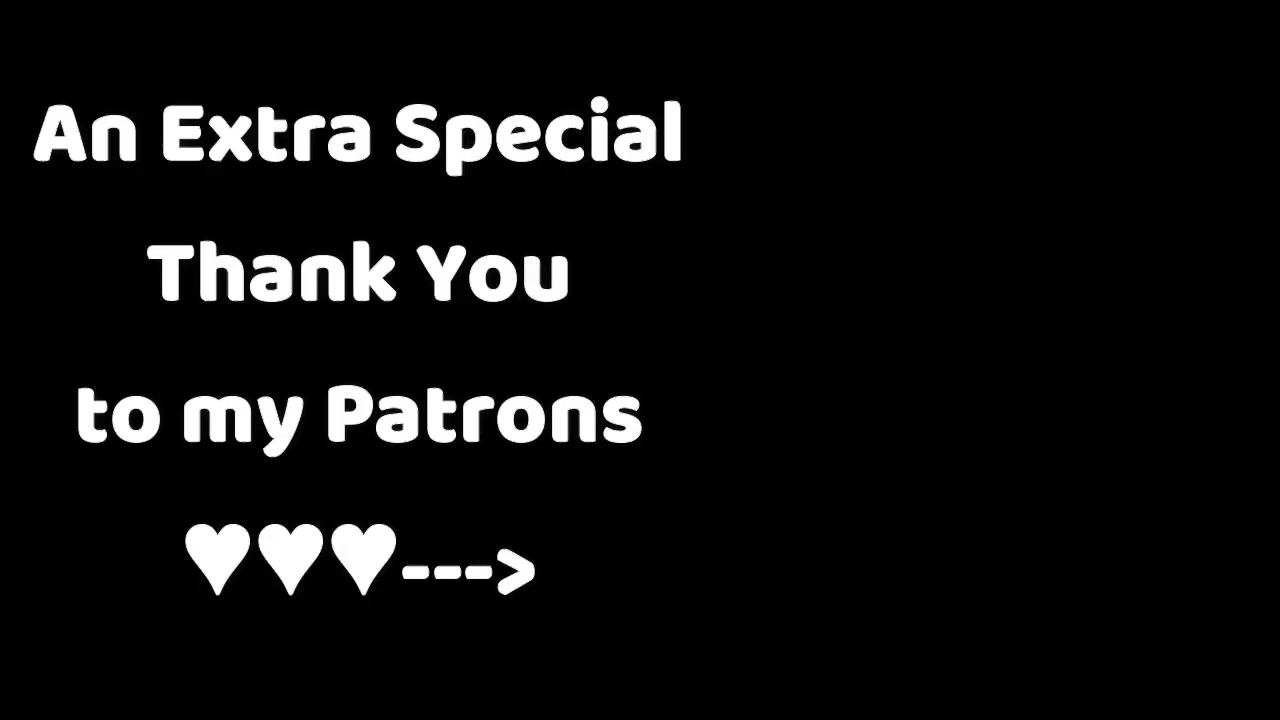 An Extra Special
Thank You
to my Patrons
♥♥♥--->